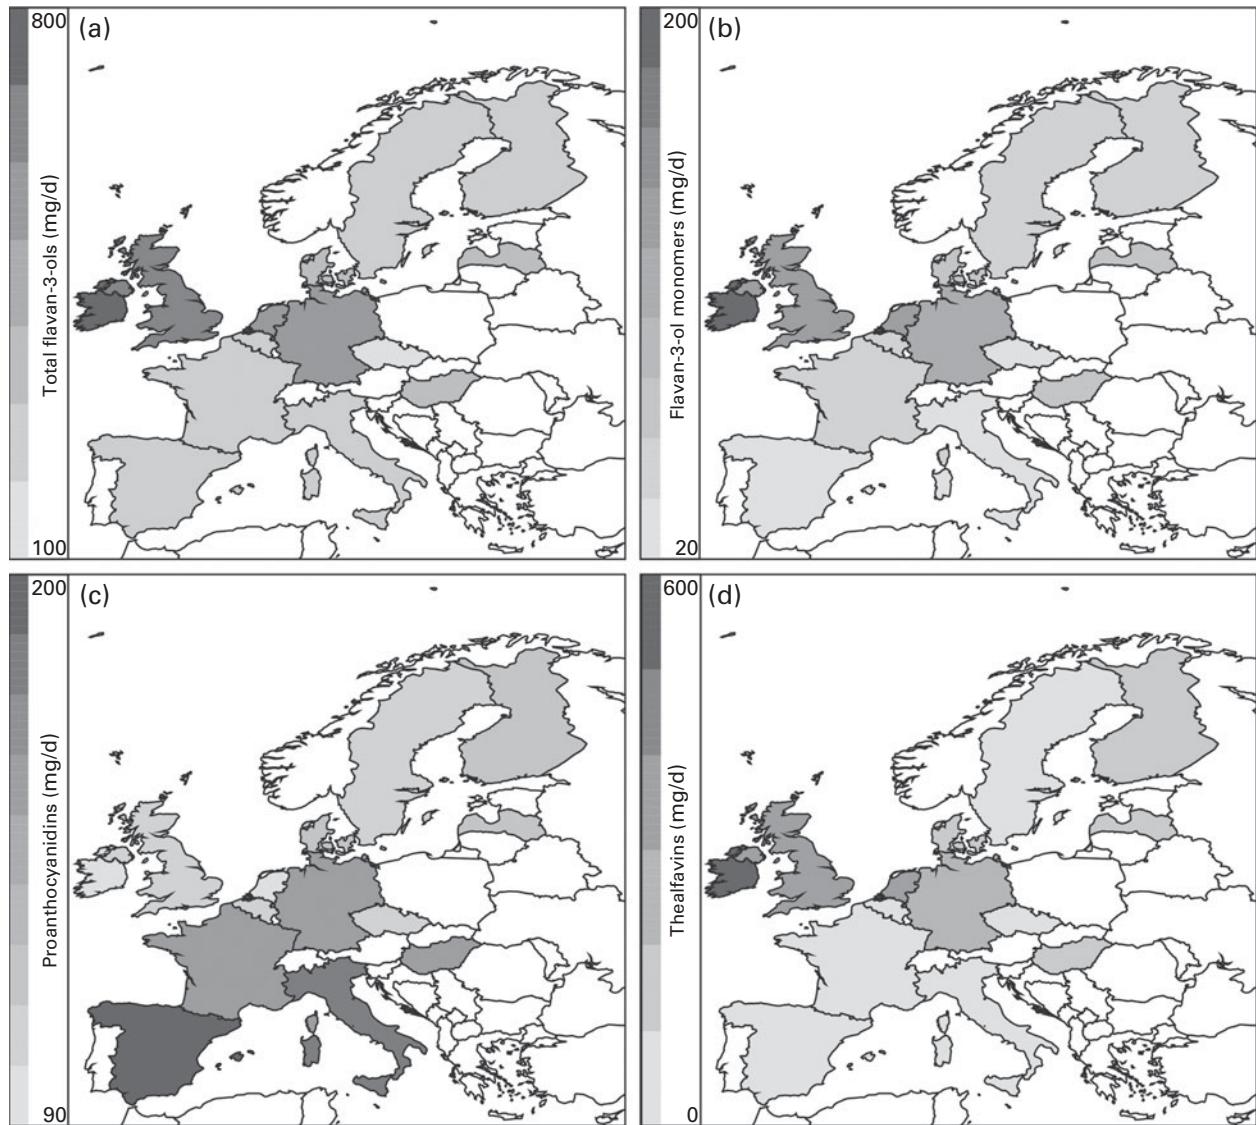 800
(a)
Total flavan-3-ols (mg/d)
100
200
(b)
Flavan-3-ol monomers (mg/d)
20
200
(c)
Proanthocyanidins (mg/d)
90
600
(d)
Thealfavins (mg/d)
0